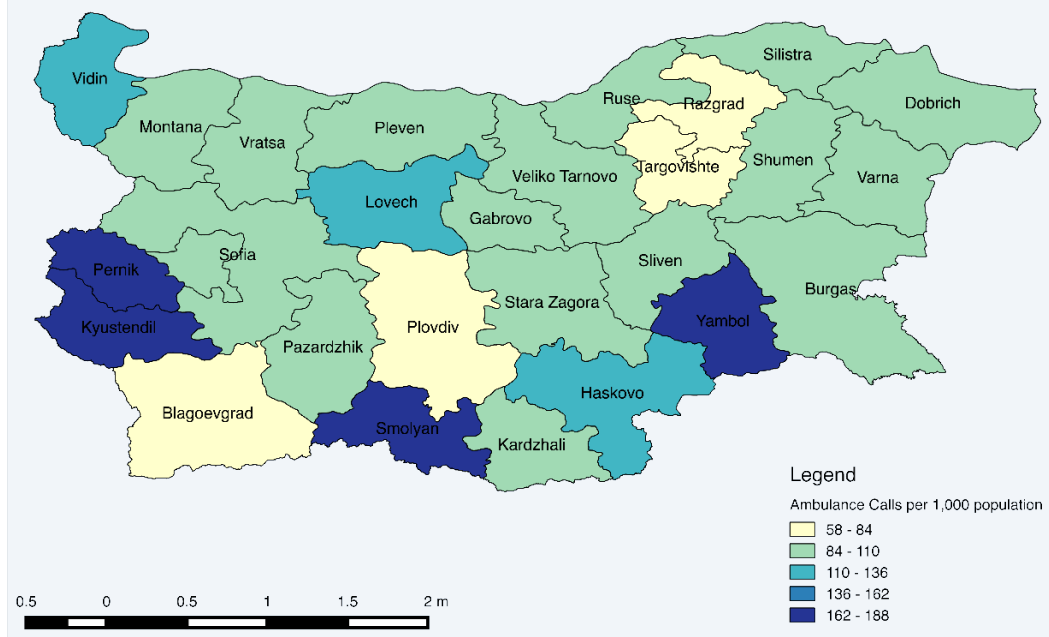 Vidin
Silistra
Ruse
Razgrad
Dobrich
Montana
Vratsa
Pleven
Veliko Tarnovo
Targovishte
Shumen
Varna
Lovech
Gabrovo
Pernik
Sofia
Sliven
Burgas
Kyustendil
Pazardzhik
Plovdiv
Stara Zagora
Yambol
Blagoevgrad
Smolyan
Haskovo
Kardzhali
Legend
Ambulance Calls per 1,000 population
58 - 84
84 - 110
110 - 136
136 - 162
162 - 188
0.5 0 0.5 1 1.5 2 m